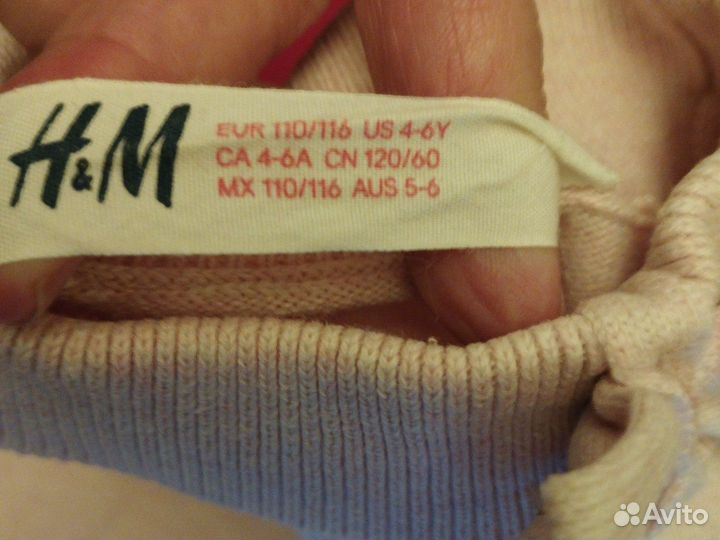 H&M
EUR 110/116 US 4-6Y
CA 4-6A CN 120/60
MX 110/116 AUS 5-6
Avito